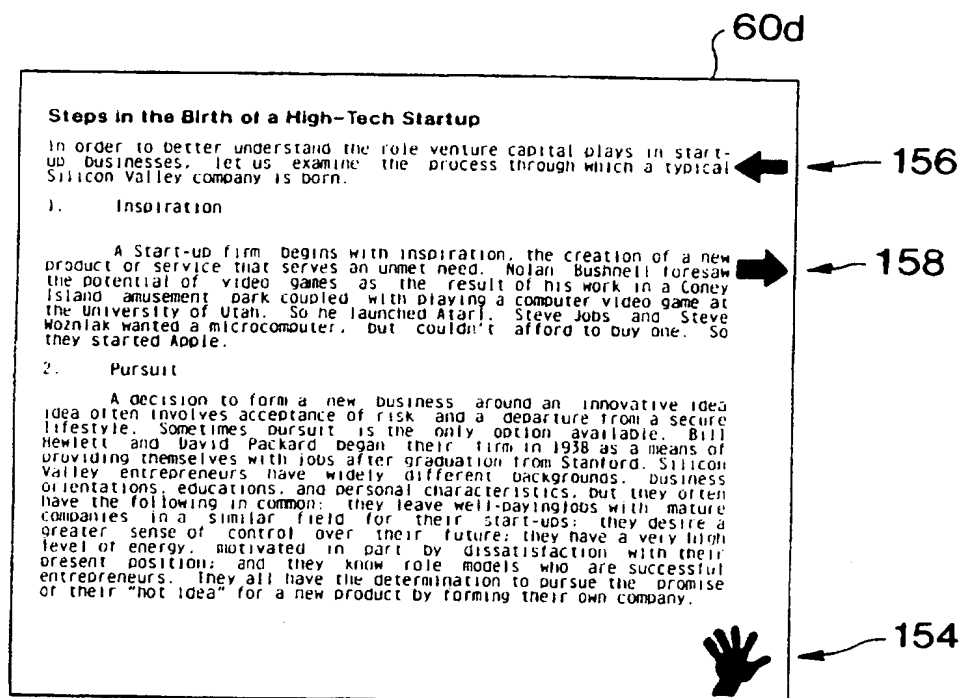 60d
Steps in the Birth of a High-Tech Startup
In order to better understand the role venture capital plays in start-
up businesses, let us examine the process through which a typical
Silicon Valley company is born.
156
1. Inspiration
A Start-up firm begins with inspiration, the creation of a new
product or service that serves an unmet need. Nolan Bushnell foresaw
the potential of video games as the result of his work in a Coney
Island amusement park coupled with playing a computer video game at
the University of Utah. So he launched Atari. Steve Jobs and Steve
Wozniak wanted a microcomputer, but couldn't afford to buy one. So
they started Apple.
158
2. Pursuit
A decision to form a new business around an innovative idea
idea often involves acceptance of risk and a departure from a secure
lifestyle. Sometimes pursuit is the only option available. Bill
Hewlett and David Packard began their firm in 1938 as a means of
providing themselves with jobs after graduation from Stanford. Silicon
Valley entrepreneurs have widely different backgrounds, business
orientations, educations, and personal characteristics, but they often
have the following in common: they leave well-payingjobs with mature
companies in a similar field for their start-ups; they desire a
greater sense of control over their future; they have a very high
level of energy, motivated in part by dissatisfaction with their
present position; and they know role models who are successful
entrepreneurs. They all have the determination to pursue the promise
of their "hot idea" for a new product by forming their own company.
154